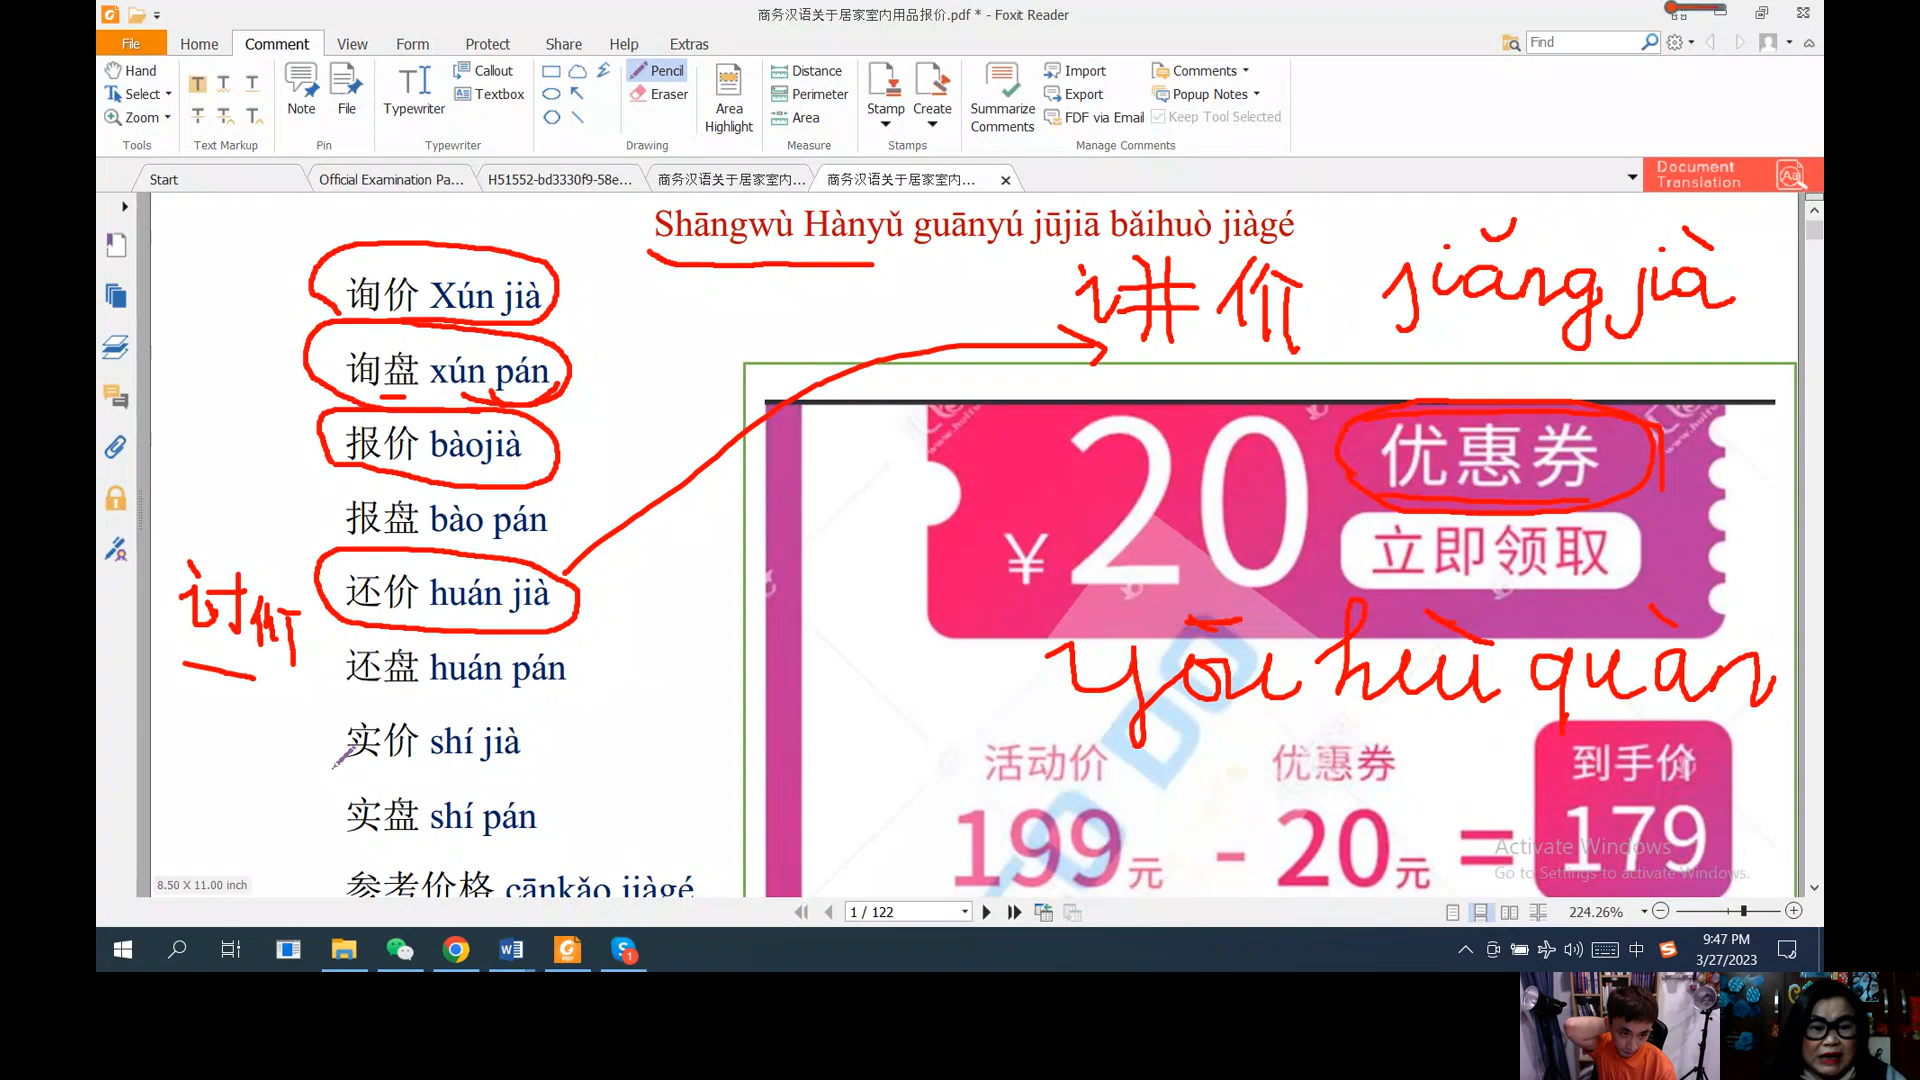 商务汉语关于居家室内用品报价.pdf * - Foxit Reader
File Home Comment View Form Protect Share Help Extras
Find
Hand
Select
Zoom
Tools
Text Markup
Note
File
Pin
Typewriter
Callout
Textbox
Typewriter
Drawing
Pencil
Eraser
Area Highlight
Distance
Perimeter
Area
Measure
Stamp
Create
Stamps
Summarize Comments
Import
Export
FDF via Email
Comments
Popup Notes
Keep Tool Selected
Manage Comments
Start
Official Examination Pa...
H51552-bd3330f9-58e...
商务汉语关于居家室内...
商务汉语关于居家室内...
Document Translation
Shāngwù Hànyǔ guānyú jūjiā bǎihuò jiàgé
讲价 jiǎng jià
询价 Xún jià
询盘 xún pán
报价 bàojià
报盘 bào pán
还价 huán jià
讨价
还盘 huán pán
实价 shí jià
实盘 shí pán
参考价格 cānkǎo jiàgé
¥ 20
优惠券
立即领取
yōu huì quàn
活动价 优惠券 到手价
199元 - 20元 = 179
Activate Windows
Go to Settings to activate Windows.
8.50 X 11.00 inch
1 / 122
224.26%
中
9:47 PM
3/27/2023